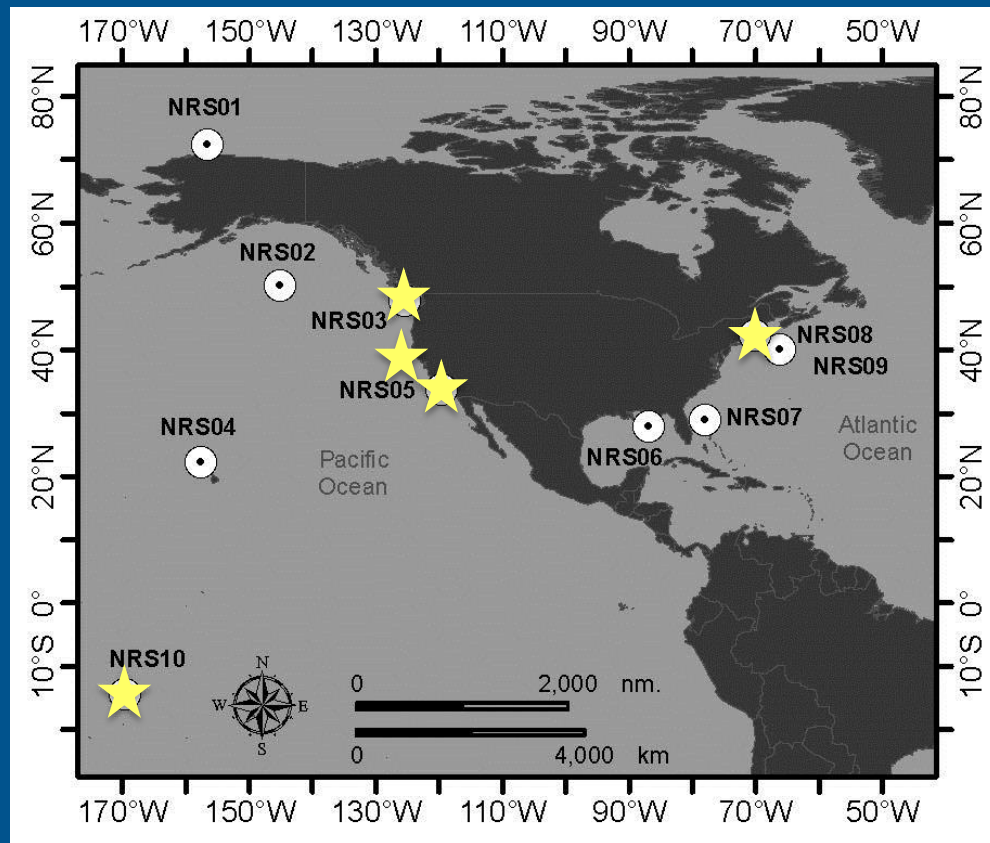 170°W 150°W 130°W 110°W 90°W 70°W 50°W
80°N 80°N
NRS01
60°N 60°N
NRS02
NRS03
NRS08
40°N 40°N
NRS09
NRS05
NRS07
NRS04
Atlantic
Ocean
NRS06
Pacific
Ocean
20°N 20°N
0° 0°
NRS10
10°S 10°S
N
W E
S
0 2,000 nm.
0 4,000 km
170°W 150°W 130°W 110°W 90°W 70°W 50°W